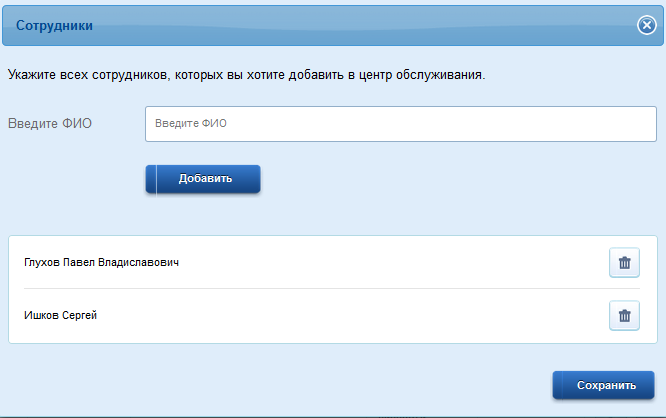 Сотрудники
Укажите всех сотрудников, которых вы хотите добавить в центр обслуживания.
Введите ФИО
Введите ФИО
Добавить
Глухов Павел Владиславович
Ишков Сергей
Сохранить